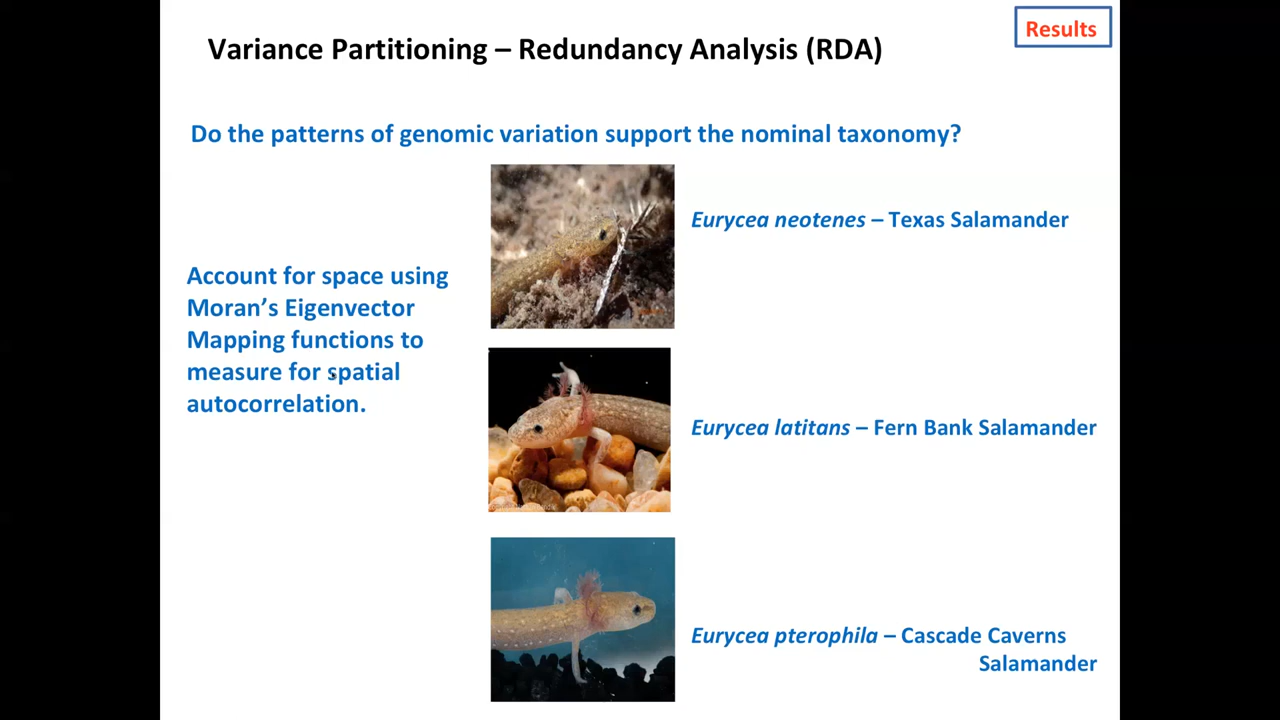 Results
Variance Partitioning – Redundancy Analysis (RDA)
Do the patterns of genomic variation support the nominal taxonomy?
Eurycea neotenes – Texas Salamander
Account for space using
Moran's Eigenvector
Mapping functions to
measure for spatial
autocorrelation.
Eurycea latitans – Fern Bank Salamander
Eurycea pterophila – Cascade Caverns
Salamander